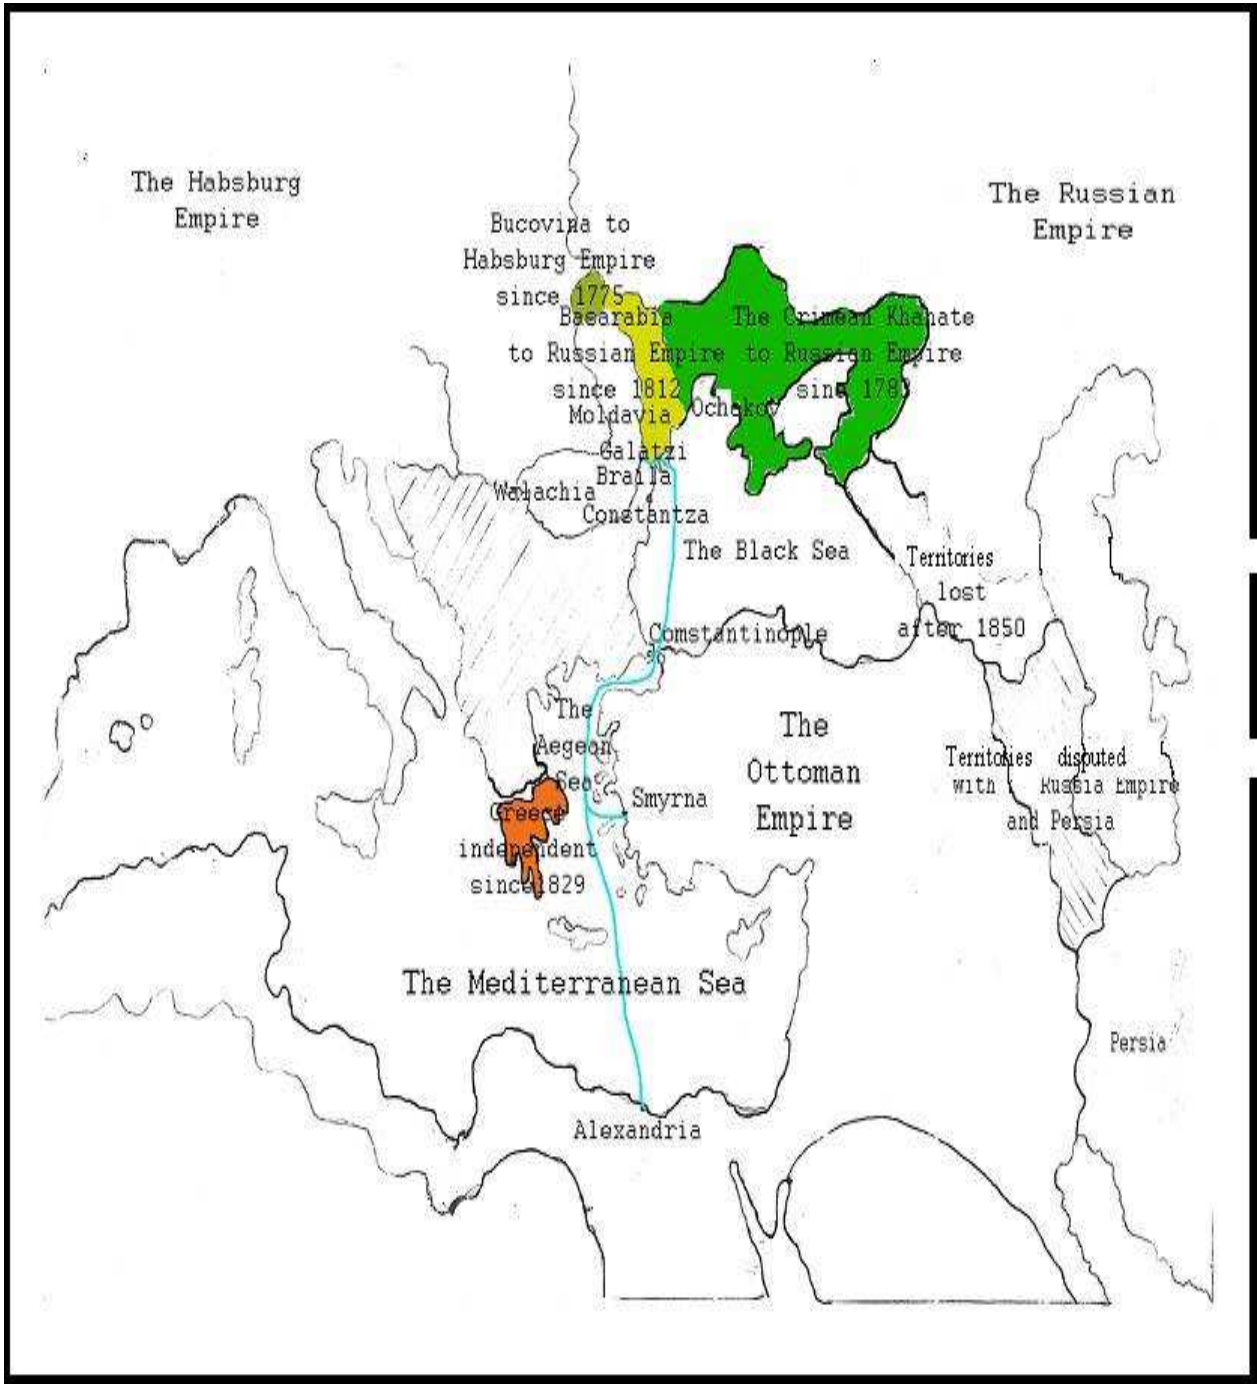 The Habsburg
Empire
The Russian
Empire
Bucovina to
Habsburg Empire
since 1775
Basarabia
to Russian Empire
since 1812
The Crimean Khanate
to Russian Empire
sinc 1783
Moldavia
Ochakov
Galatzi
Braila
Walachia
Constantza
The Black Sea
Territories
lost
after 1850
Comstantinople
The
Aegean
Sea
The
Ottoman
Empire
Smyrna
Territories disputed
with Russia Empire
and Persia
Greece
independent
since1829
The Mediterranean Sea
Persia
Alexandria